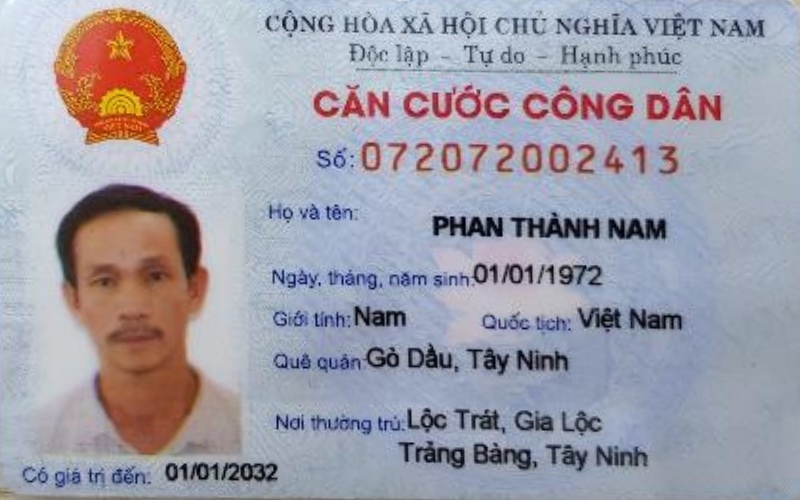 CỘNG HÒA XÃ HỘI CHỦ NGHĨA VIỆT NAM
Độc lập - Tự do - Hạnh phúc
CĂN CƯỚC CÔNG DÂN
Số: 072072002413
Họ và tên: PHAN THÀNH NAM
Ngày, tháng, năm sinh: 01/01/1972
Giới tính: Nam Quốc tịch: Việt Nam
Quê quán: Gò Dầu, Tây Ninh
Nơi thường trú: Lộc Trát, Gia Lộc
Trảng Bàng, Tây Ninh
Có giá trị đến: 01/01/2032